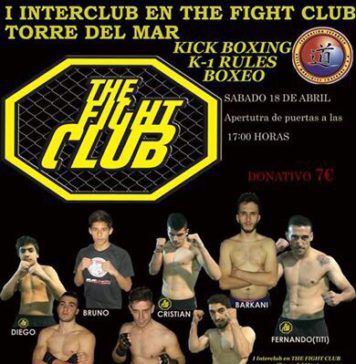 I INTERCLUB EN THE FIGHT CLUB
TORRE DEL MAR
KICK BOXING
K-1 RULES
BOXEO
THE
FIGHT
CLUB
SABADO 18 DE ABRIL
Apertutra de puertas a las
17:00 HORAS
DONATIVO 7€
DIEGO
BRUNO
CRISTIAN
BARKANI
FERNANDO(TITI)
I Interclub en THE FIGHT CLUB